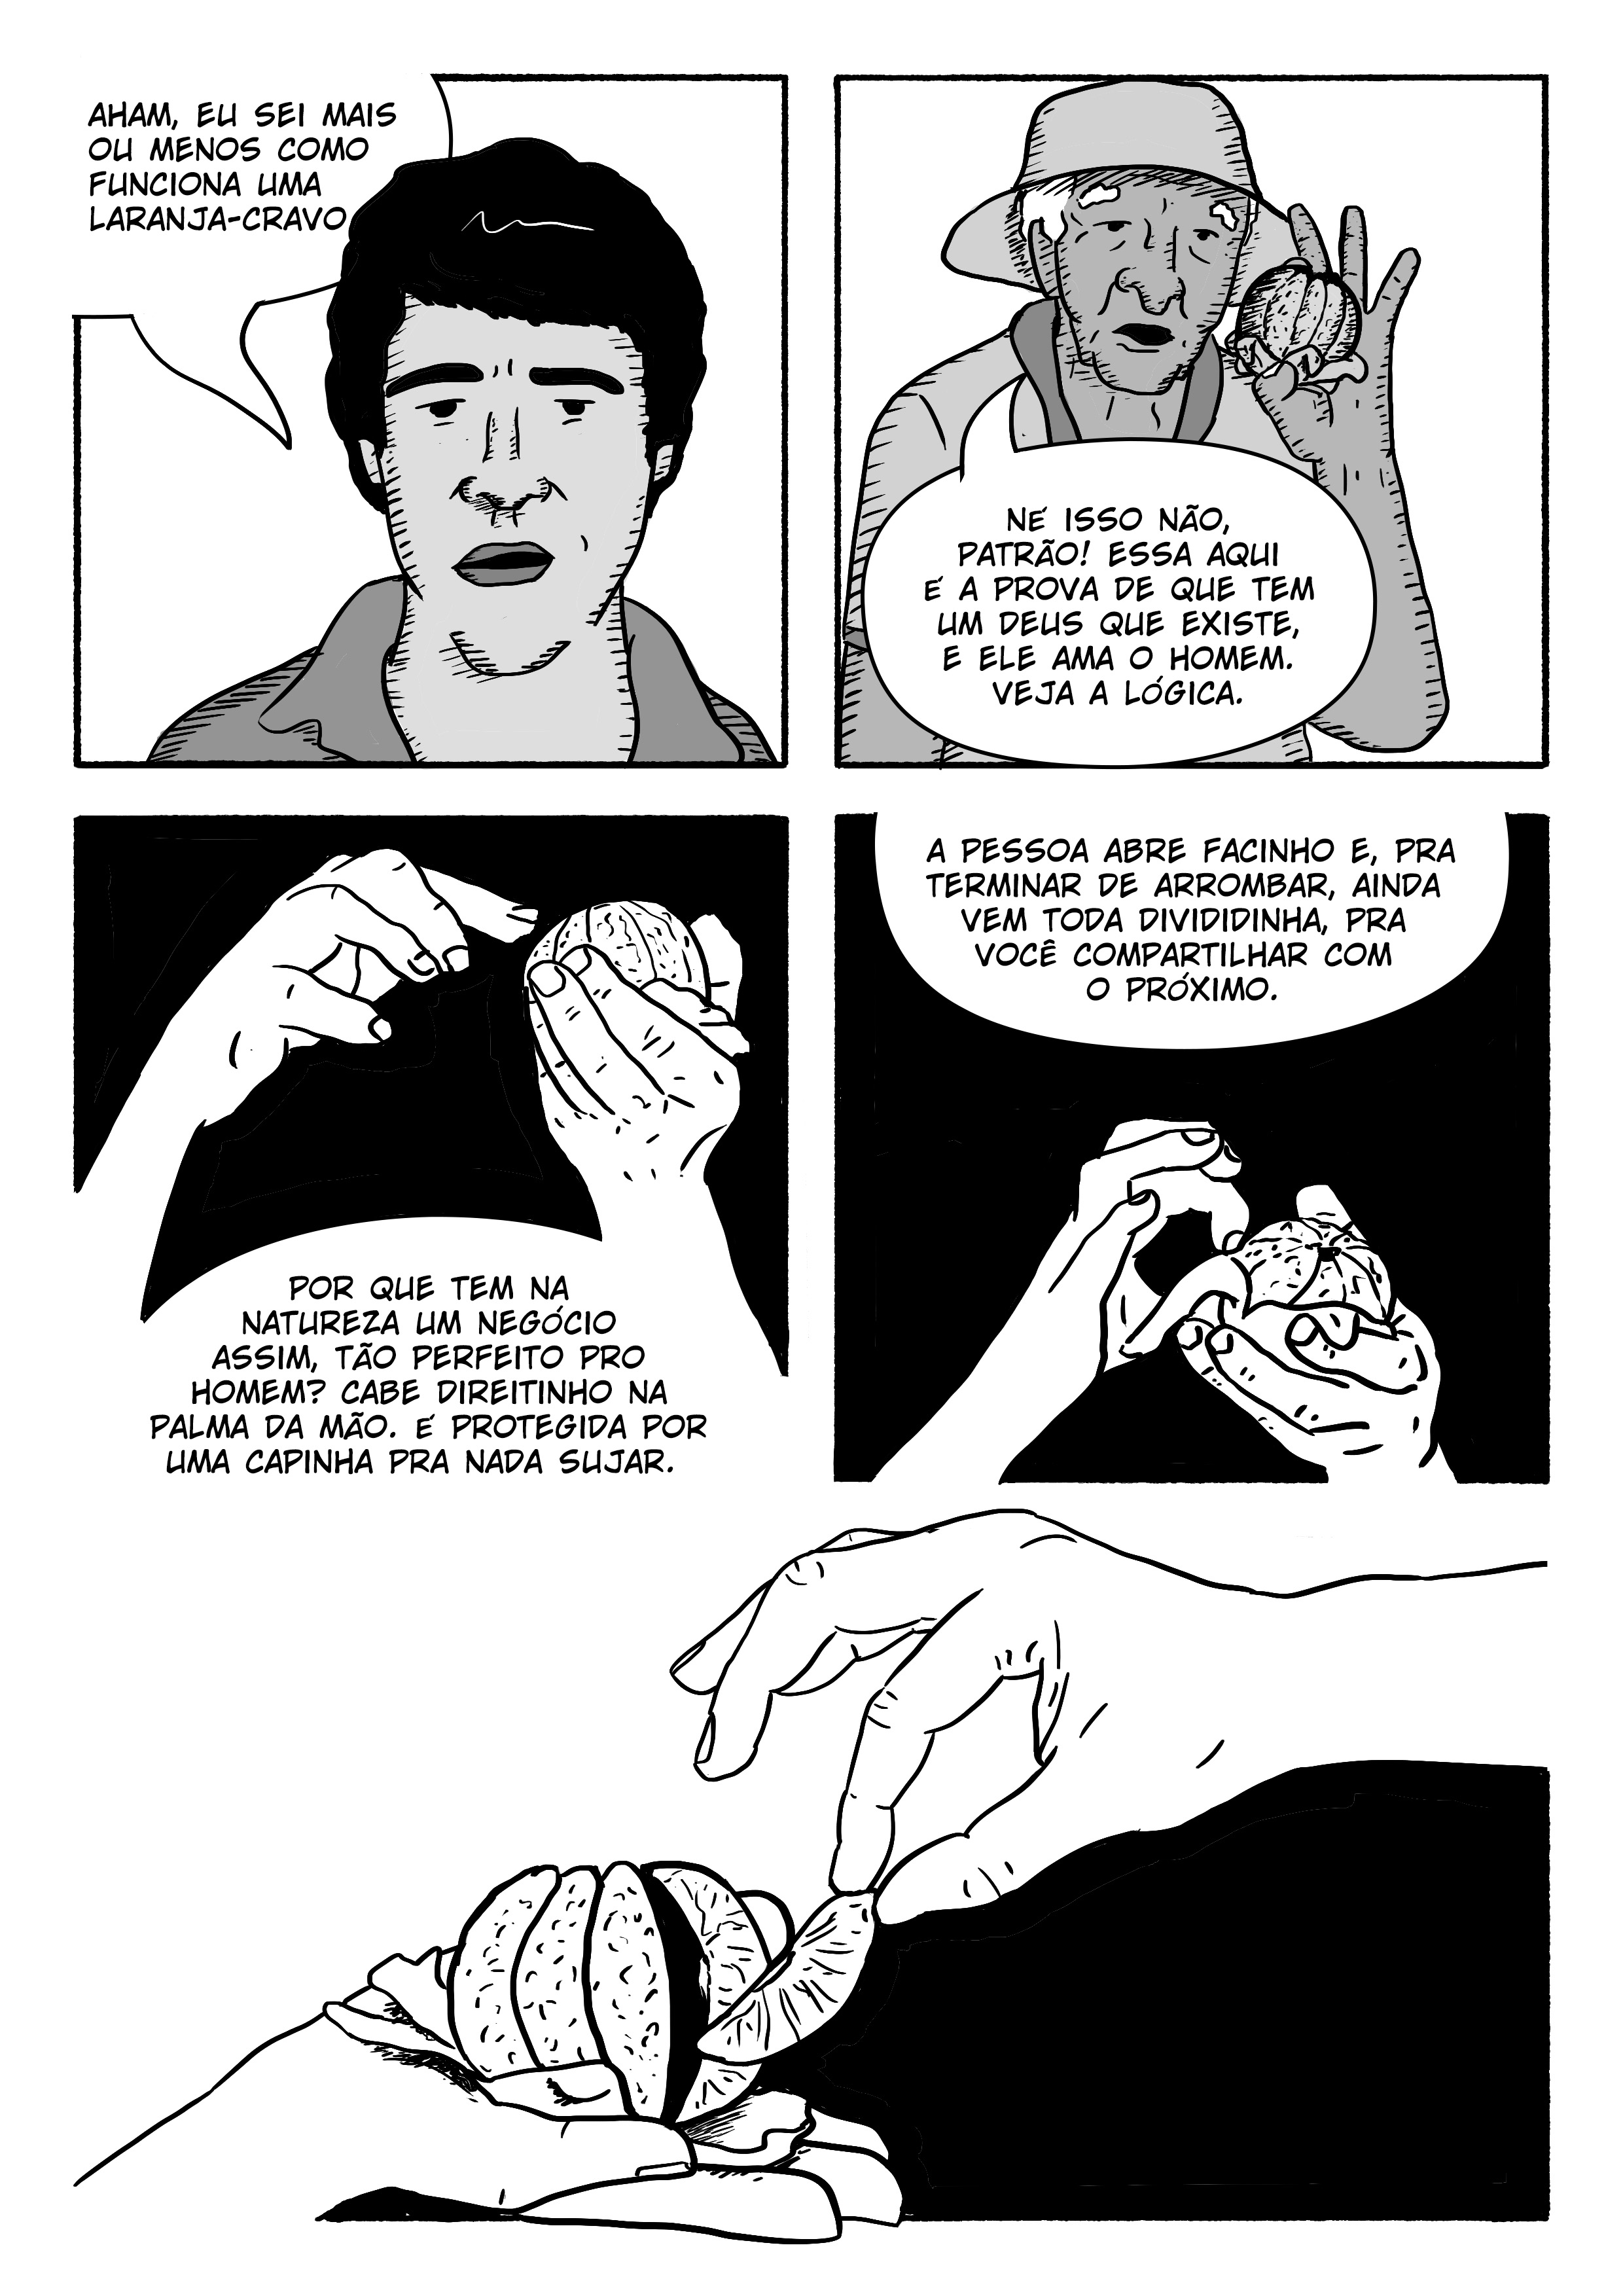 AHAM, EU SEI MAIS
OU MENOS COMO
FUNCIONA UMA
LARANJA-CRAVO
NÉ ISSO NÃO,
PATRÃO! ESSA AQUI
É A PROVA DE QUE TEM
UM DEUS QUE EXISTE,
E ELE AMA O HOMEM.
VEJA A LÓGICA.
POR QUE TEM NA
NATUREZA UM NEGÓCIO
ASSIM, TÃO PERFEITO PRO
HOMEM? CABE DIREITINHO NA
PALMA DA MÃO. É PROTEGIDA POR
UMA CAPINHA PRA NADA SUJAR.
A PESSOA ABRE FACINHO E, PRA
TERMINAR DE ARROMBAR, AINDA
VEM TODA DIVIDIDINHA, PRA
VOCÊ COMPARTILHAR COM
O PRÓXIMO.